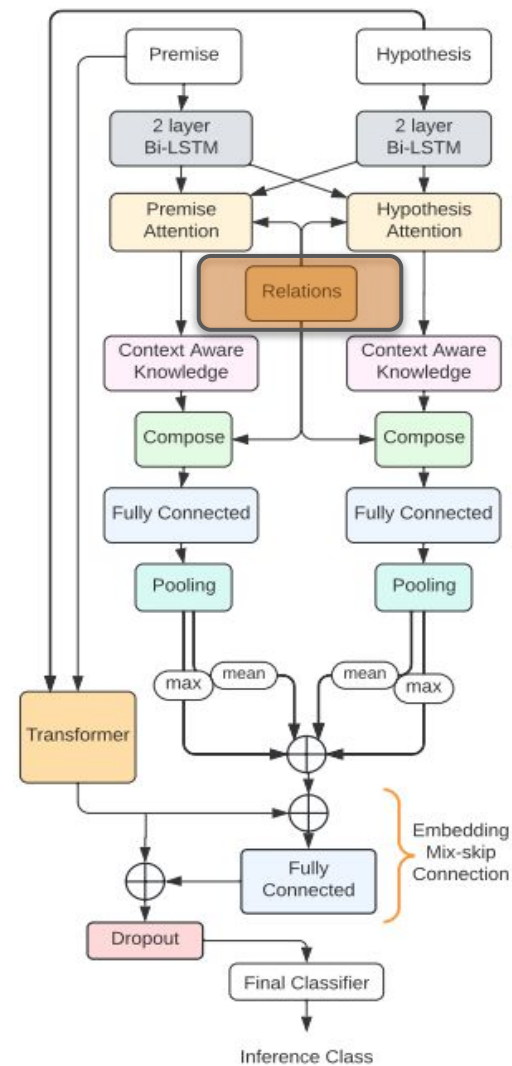 Premise
Hypothesis
2 layer
Bi-LSTM
2 layer
Bi-LSTM
Premise
Attention
Hypothesis
Attention
Relations
Context Aware
Knowledge
Context Aware
Knowledge
Compose
Compose
Fully Connected
Fully Connected
Pooling
Pooling
max
mean
mean
max
Transformer
Embedding
Mix-skip
Connection
Fully
Connected
Dropout
Final Classifier
Inference Class